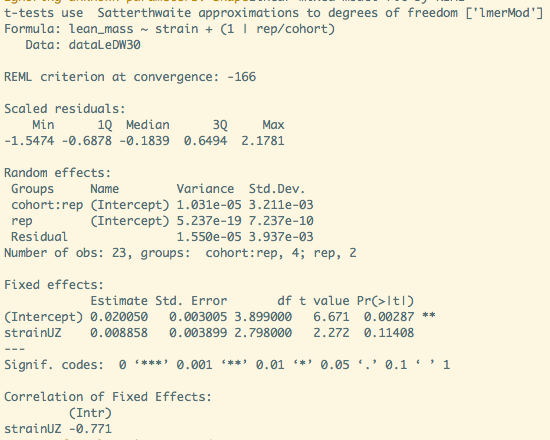 t-tests use  Satterthwaite approximations to degrees of freedom ['lmerMod']
Formula: lean_mass ~ strain + (1 | rep/cohort)
   Data: dataLeDW30

REML criterion at convergence: -166

Scaled residuals:
    Min      1Q  Median      3Q     Max
-1.5474 -0.6878 -0.1839  0.6494  2.1781

Random effects:
 Groups     Name        Variance  Std.Dev.
 cohort:rep (Intercept) 1.031e-05 3.211e-03
 rep        (Intercept) 5.237e-19 7.237e-10
 Residual               1.550e-05 3.937e-03
Number of obs: 23, groups:  cohort:rep, 4; rep, 2

Fixed effects:
            Estimate Std. Error       df t value Pr(>|t|)
(Intercept) 0.020050   0.003005 3.899000   6.671  0.00287 **
strainUZ    0.008858   0.003899 2.798000   2.272  0.11408
---
Signif. codes:  0 ‘***’ 0.001 ‘**’ 0.01 ‘*’ 0.05 ‘.’ 0.1 ‘ ’ 1

Correlation of Fixed Effects:
         (Intr)
strainUZ -0.771